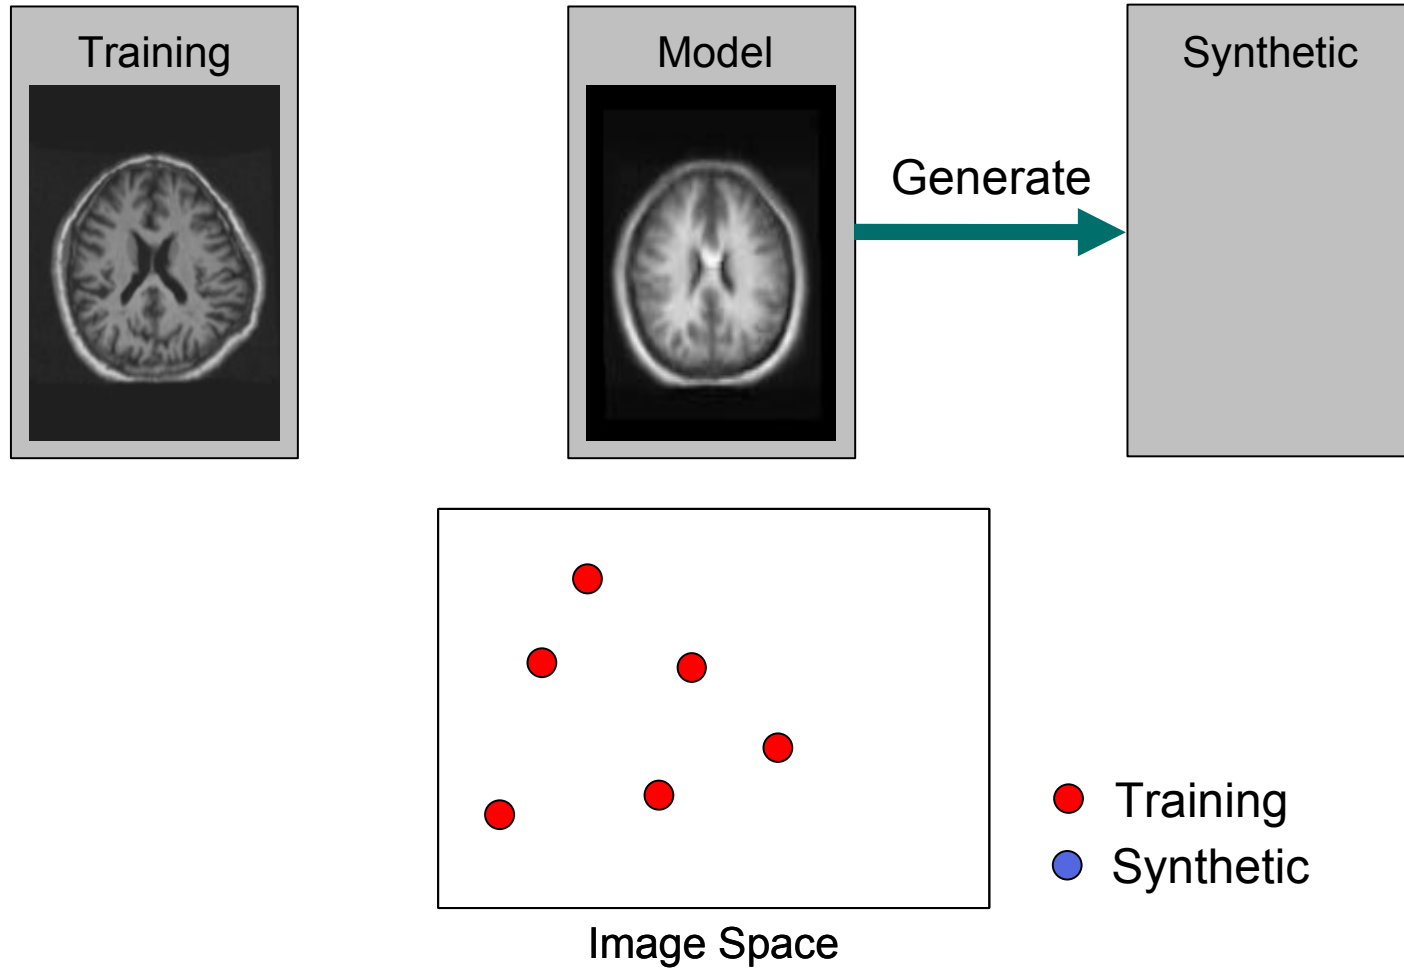 Training
Model
Synthetic
Generate
Training
Synthetic
Image Space